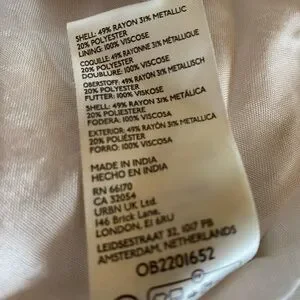 SHELL: 49% RAYON 31% METALLIC
20% POLYESTER
LINING: 100% VISCOSE
COQUILLE: 49% RAYONNE 31% MÉTALLIQUE
20% POLYESTER
DOUBLURE: 100% VISCOSE
OBERSTOFF: 49% RAYON 31% METALLISCH
20% POLYESTER
FUTTER: 100% VISKOSE
SHELL: 49% RAYON 31% METÁLICA
20% POLIESTERE
FODERA: 100% VISCOSA
EXTERIOR: 49% RAYON 31% METÁLICA
20% POLIÉSTER
FORRO: 100% VISCOSA
MADE IN INDIA
HECHO EN INDIA
RN 66170
CA 32054
URBN UK Ltd.
146 Brick Lane,
LONDON, E1 6RU
LEIDSESTRAAT 32, 1017 PB
AMSTERDAM, NETHERLANDS
OB2201652